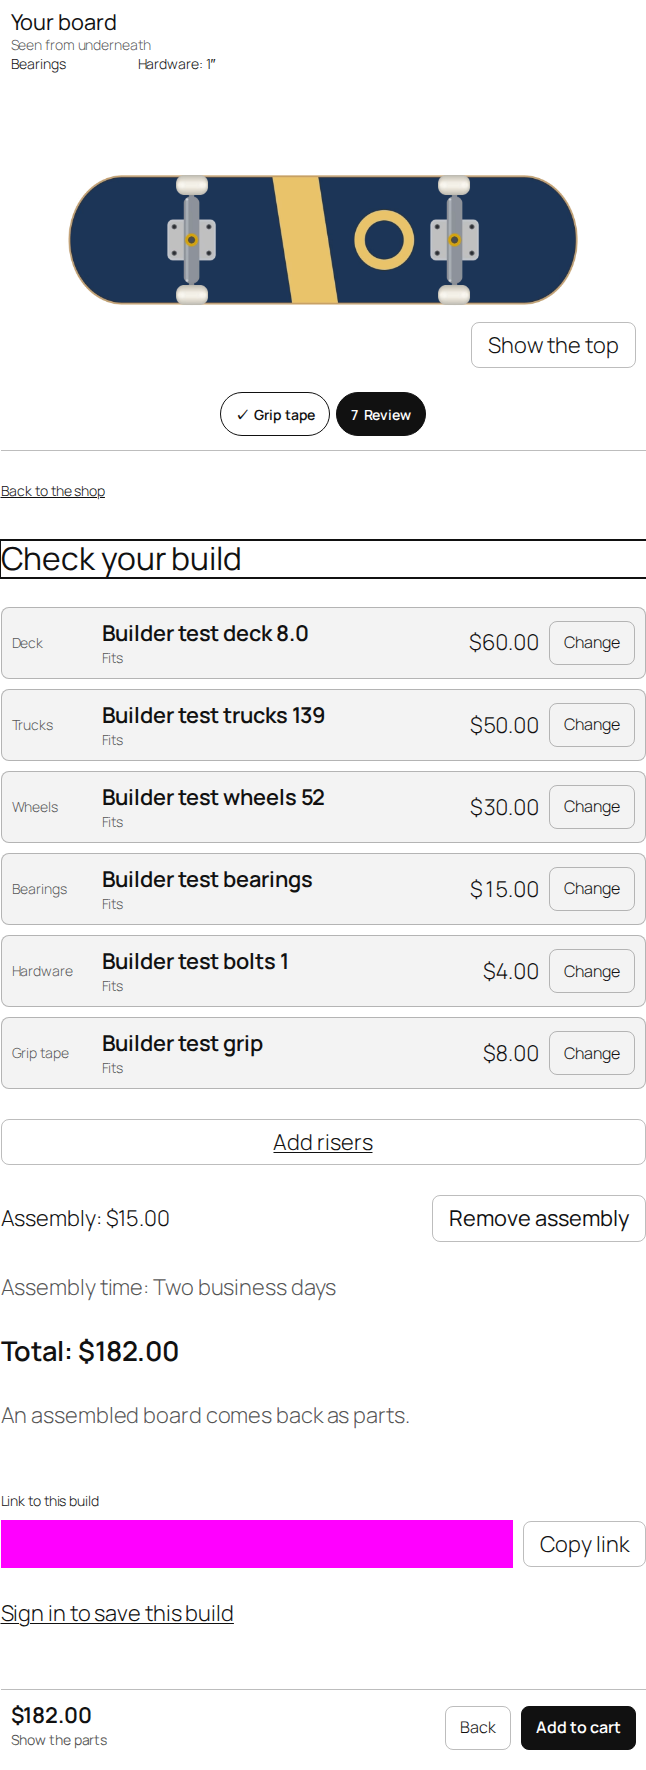 Your board
Seen from underneath
Bearings Hardware: 1″
Show the top
✓ Grip tape 7 Review
Back to the shop
Check your build
Deck Builder test deck 8.0 $60.00 Change
Fits
Trucks Builder test trucks 139 $50.00 Change
Fits
Wheels Builder test wheels 52 $30.00 Change
Fits
Bearings Builder test bearings $15.00 Change
Fits
Hardware Builder test bolts 1 $4.00 Change
Fits
Grip tape Builder test grip $8.00 Change
Fits
Add risers
Assembly: $15.00 Remove assembly
Assembly time: Two business days
Total: $182.00
An assembled board comes back as parts.
Link to this build
Copy link
Sign in to save this build
$182.00
Show the parts
Back Add to cart